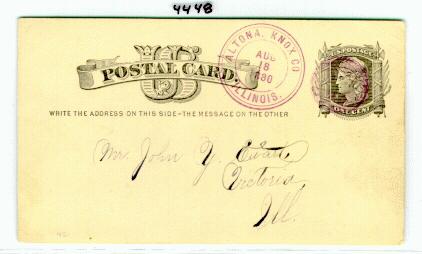 4448
ALTONA, KNOX CO
AUG
18
1880
ILLINOIS.
U.S. POSTAGE
ONE CENT
US
POSTAL CARD.
WRITE THE ADDRESS ON THIS SIDE–THE MESSAGE ON THE OTHER
Mr. John Y.
Victoria
Ill.